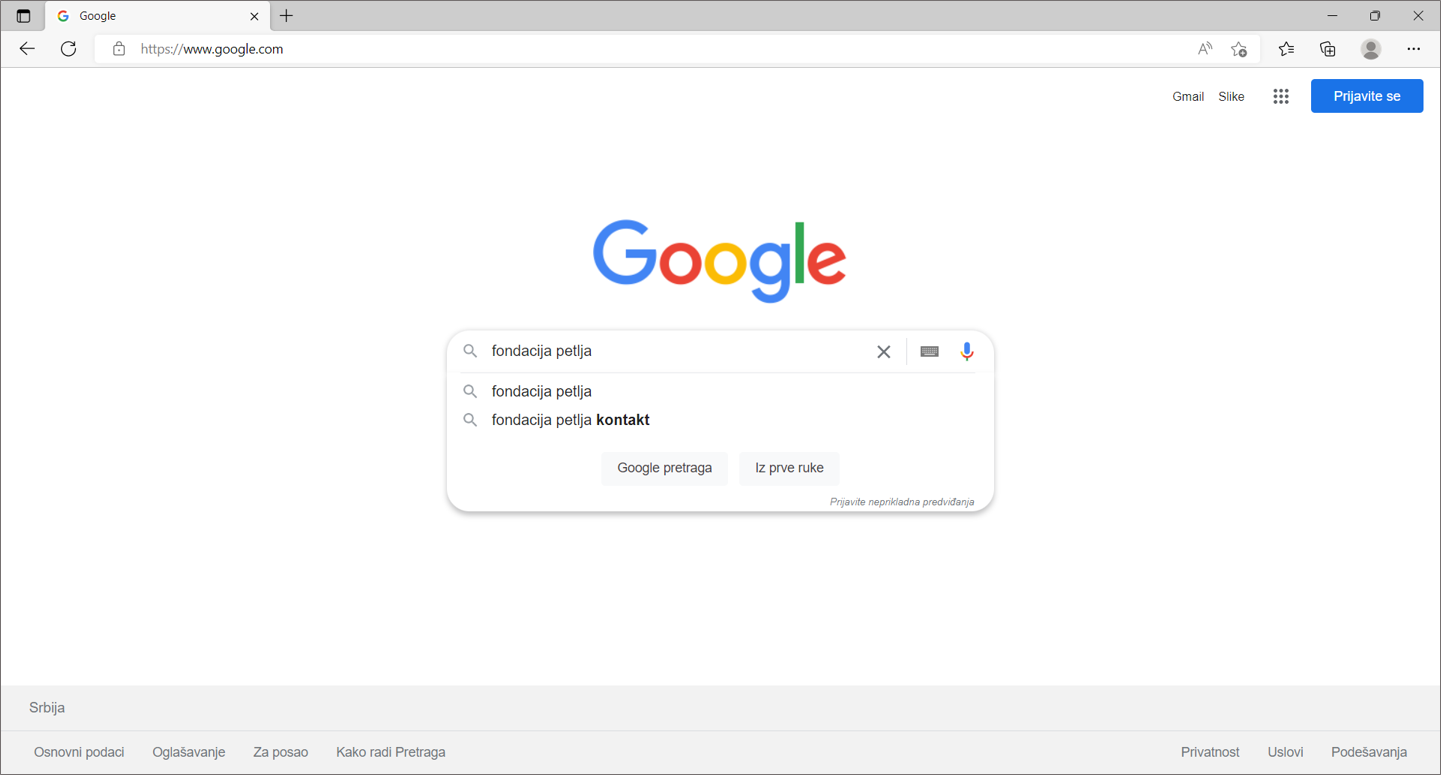 Google
https://www.google.com
Gmail Slike Prijavite se
Google
fondacija petlja
fondacija petlja
fondacija petlja kontakt
Google pretraga Iz prve ruke
Prijavite neprikladna predviđanja
Srbija
Osnovni podaci Oglašavanje Za posao Kako radi Pretraga Privatnost Uslovi Podešavanja